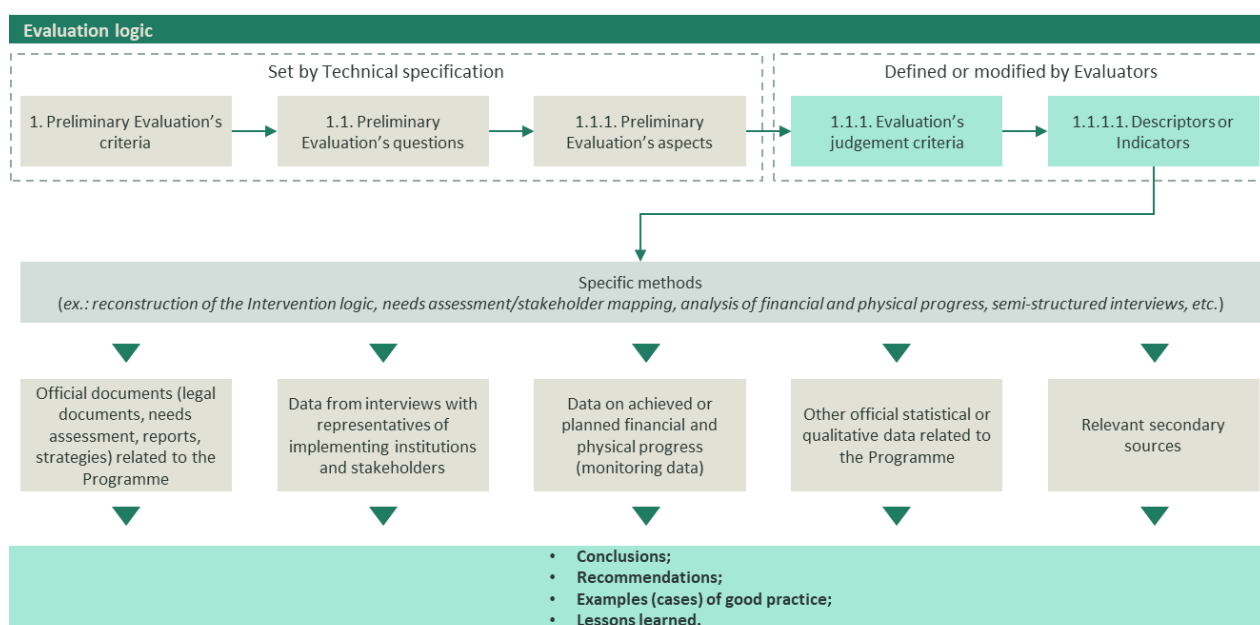 Evaluation logic
Set by Technical specification
Defined or modified by Evaluators
1. Preliminary Evaluation's
criteria
1.1. Preliminary
Evaluation's questions
1.1.1. Preliminary
Evaluation's aspects
1.1.1. Evaluation's
judgement criteria
1.1.1.1. Descriptors or
Indicators
Specific methods
(ex.: reconstruction of the Intervention logic, needs assessment/stakeholder mapping, analysis of financial and physical progress, semi-structured interviews, etc.)
Official documents (legal
documents, needs
assessment, reports,
strategies) related to the
Programme
Data from interviews with
representatives of
implementing institutions
and stakeholders
Data on achieved or
planned financial and
physical progress
(monitoring data)
Other official statistical or
qualitative data related to
the Programme
Relevant secondary
sources
• Conclusions;
• Recommendations;
• Examples (cases) of good practice;
• Lessons learned.